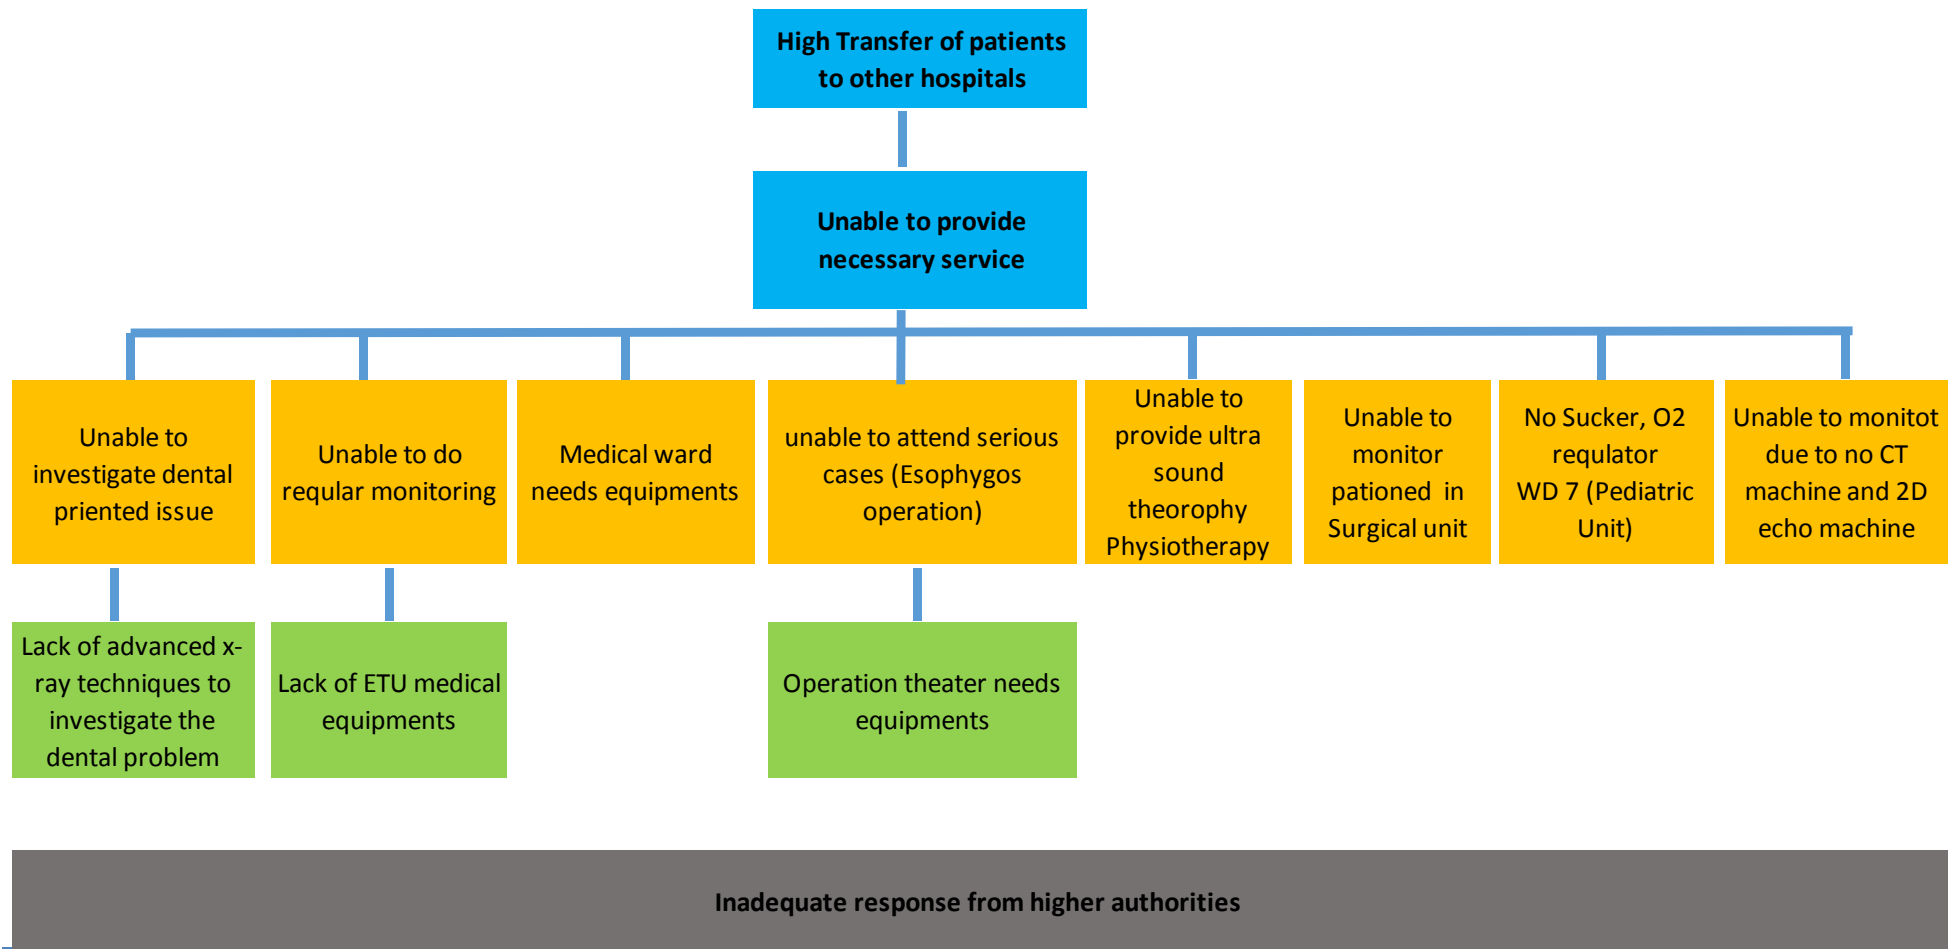 High Transfer of patients
to other hospitals
Unable to provide
necessary service
Unable to
investigate dental
priented issue
Unable to do
reqular monitoring
Medical ward
needs equipments
unable to attend serious
cases (Esophygos
operation)
Unable to
provide ultra
sound
theorophy
Physiotherapy
Unable to
monitor
pationed in
Surgical unit
No Sucker, O2
requlator
WD 7 (Pediatric
Unit)
Unable to monitot
due to no CT
machine and 2D
echo machine
Lack of advanced x-
ray techniques to
investigate the
dental problem
Lack of ETU medical
equipments
Operation theater needs
equipments
Inadequate response from higher authorities